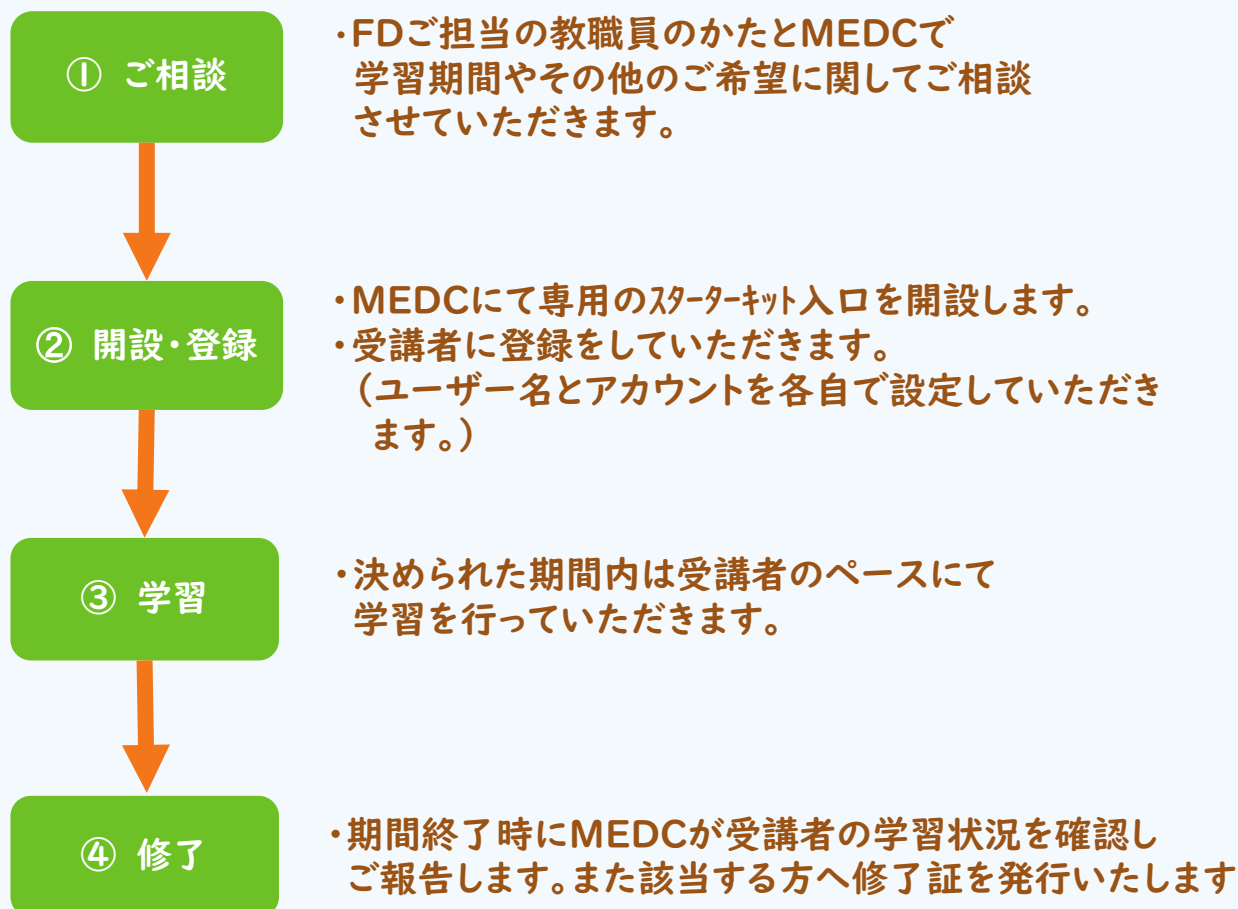 ① ご相談
・FDご担当の教職員のかたとMEDCで
学習期間やその他のご希望に関してご相談
させていただきます。
② 開設・登録
・MEDCにて専用のｽﾀｰﾀｰｷｯﾄ入口を開設します。
・受講者に登録をしていただきます。
（ユーザー名とアカウントを各自で設定していただき
ます。）
③ 学習
・決められた期間内は受講者のペースにて
学習を行っていただきます。
④ 修了
・期間終了時にMEDCが受講者の学習状況を確認し
ご報告します。また該当する方へ修了証を発行いたします